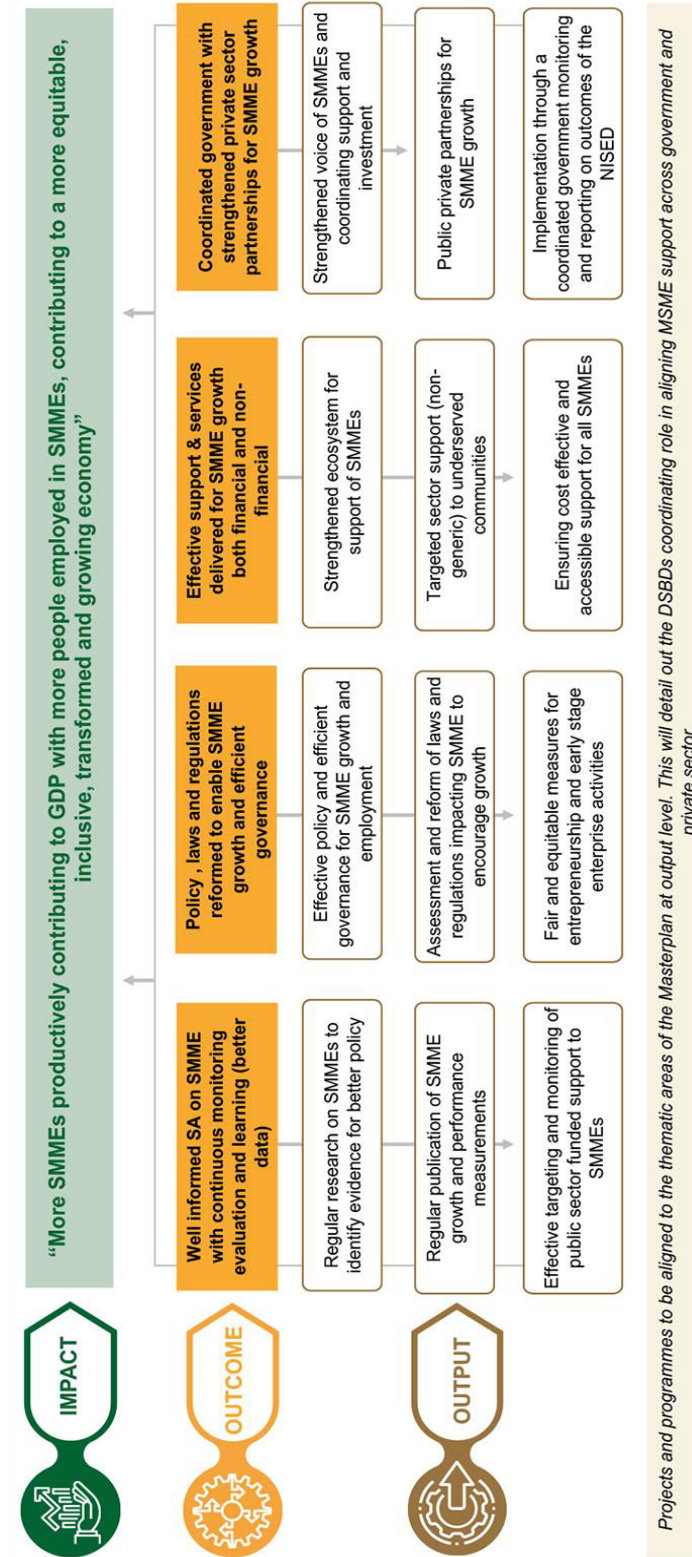 IMPACT
“More SMMEs productively contributing to GDP with more people employed in SMMEs, contributing to a more equitable,
inclusive, transformed and growing economy”
OUTCOME
Well informed SA on SMME
with continuous monitoring
evaluation and learning (better
data)
Policy , laws and regulations
reformed to enable SMME
growth and efficient
governance
Effective support & services
delivered for SMME growth
both financial and non-
financial
Coordinated government with
strengthened private sector
partnerships for SMME growth
OUTPUT
Regular research on SMMEs to
identify evidence for better policy
Effective policy and efficient
governance for SMME growth and
employment
Strengthened ecosystem for
support of SMMEs
Strengthened voice of SMMEs and
coordinating support and
investment
Regular publication of SMME
growth and performance
measurements
Assessment and reform of laws and
regulations impacting SMME to
encourage growth
Targeted sector support (non-
generic) to underserved
communities
Public private partnerships for
SMME growth
Effective targeting and monitoring of
public sector funded support to
SMMEs
Fair and equitable measures for
entrepreneurship and early stage
enterprise activities
Ensuring cost effective and
accessible support for all SMMEs
Implementation through a
coordinated government monitoring
and reporting on outcomes of the
NISED
Projects and programmes to be aligned to the thematic areas of the Masterplan at output level. This will detail out the DSBDs coordinating role in aligning MSME support across government and
private sector